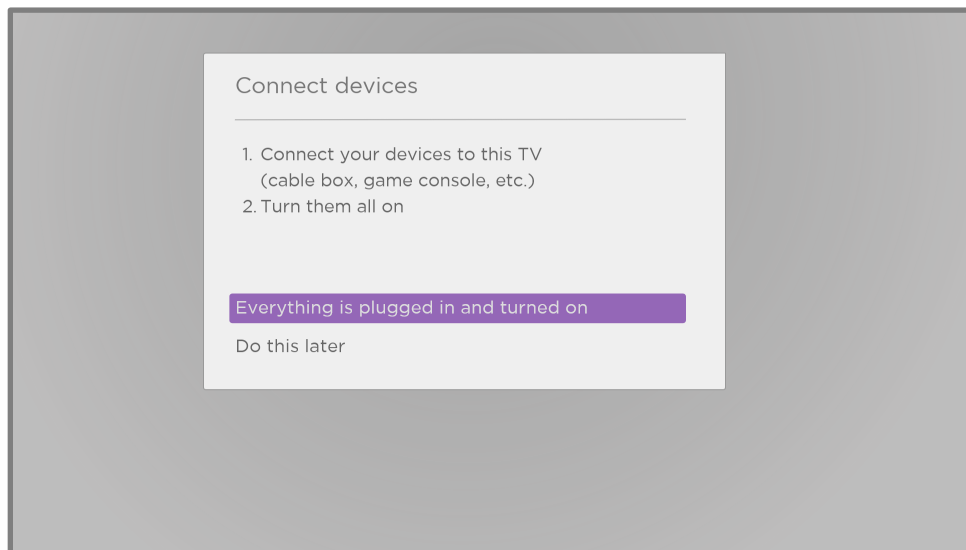 Connect devices
1. Connect your devices to this TV
(cable box, game console, etc.)
2. Turn them all on
Everything is plugged in and turned on
Do this later